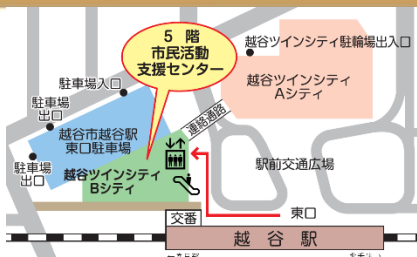 5 階
市民活動
支援センター
越谷ツインシティ駐輪場出入口
越谷ツインシティ
Aシティ
駐車場入口
駐車場
出口
越谷市越谷駅
東口駐車場
駐車場
出口
連絡通路
越谷ツインシティ
Bシティ
駅前交通広場
交番
東口
越谷駅